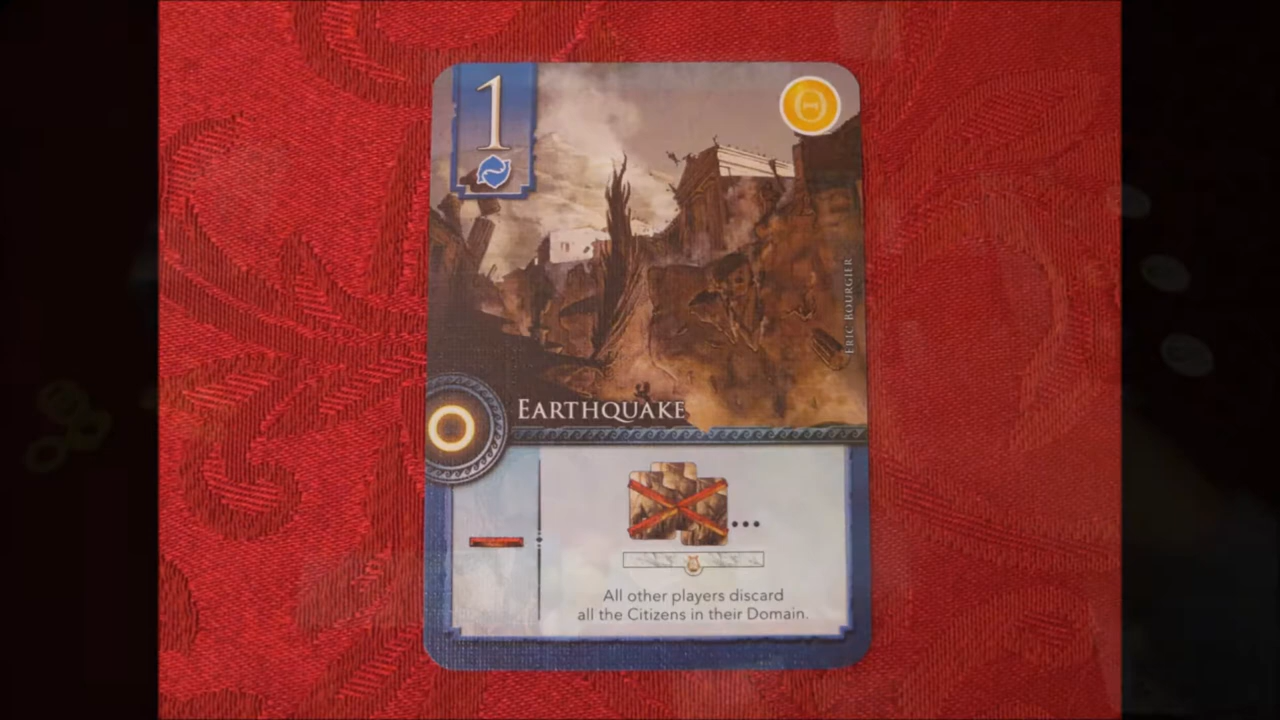 1
EARTHQUAKE
ERIC BOURGIER
All other players discard
all the Citizens in their Domain.